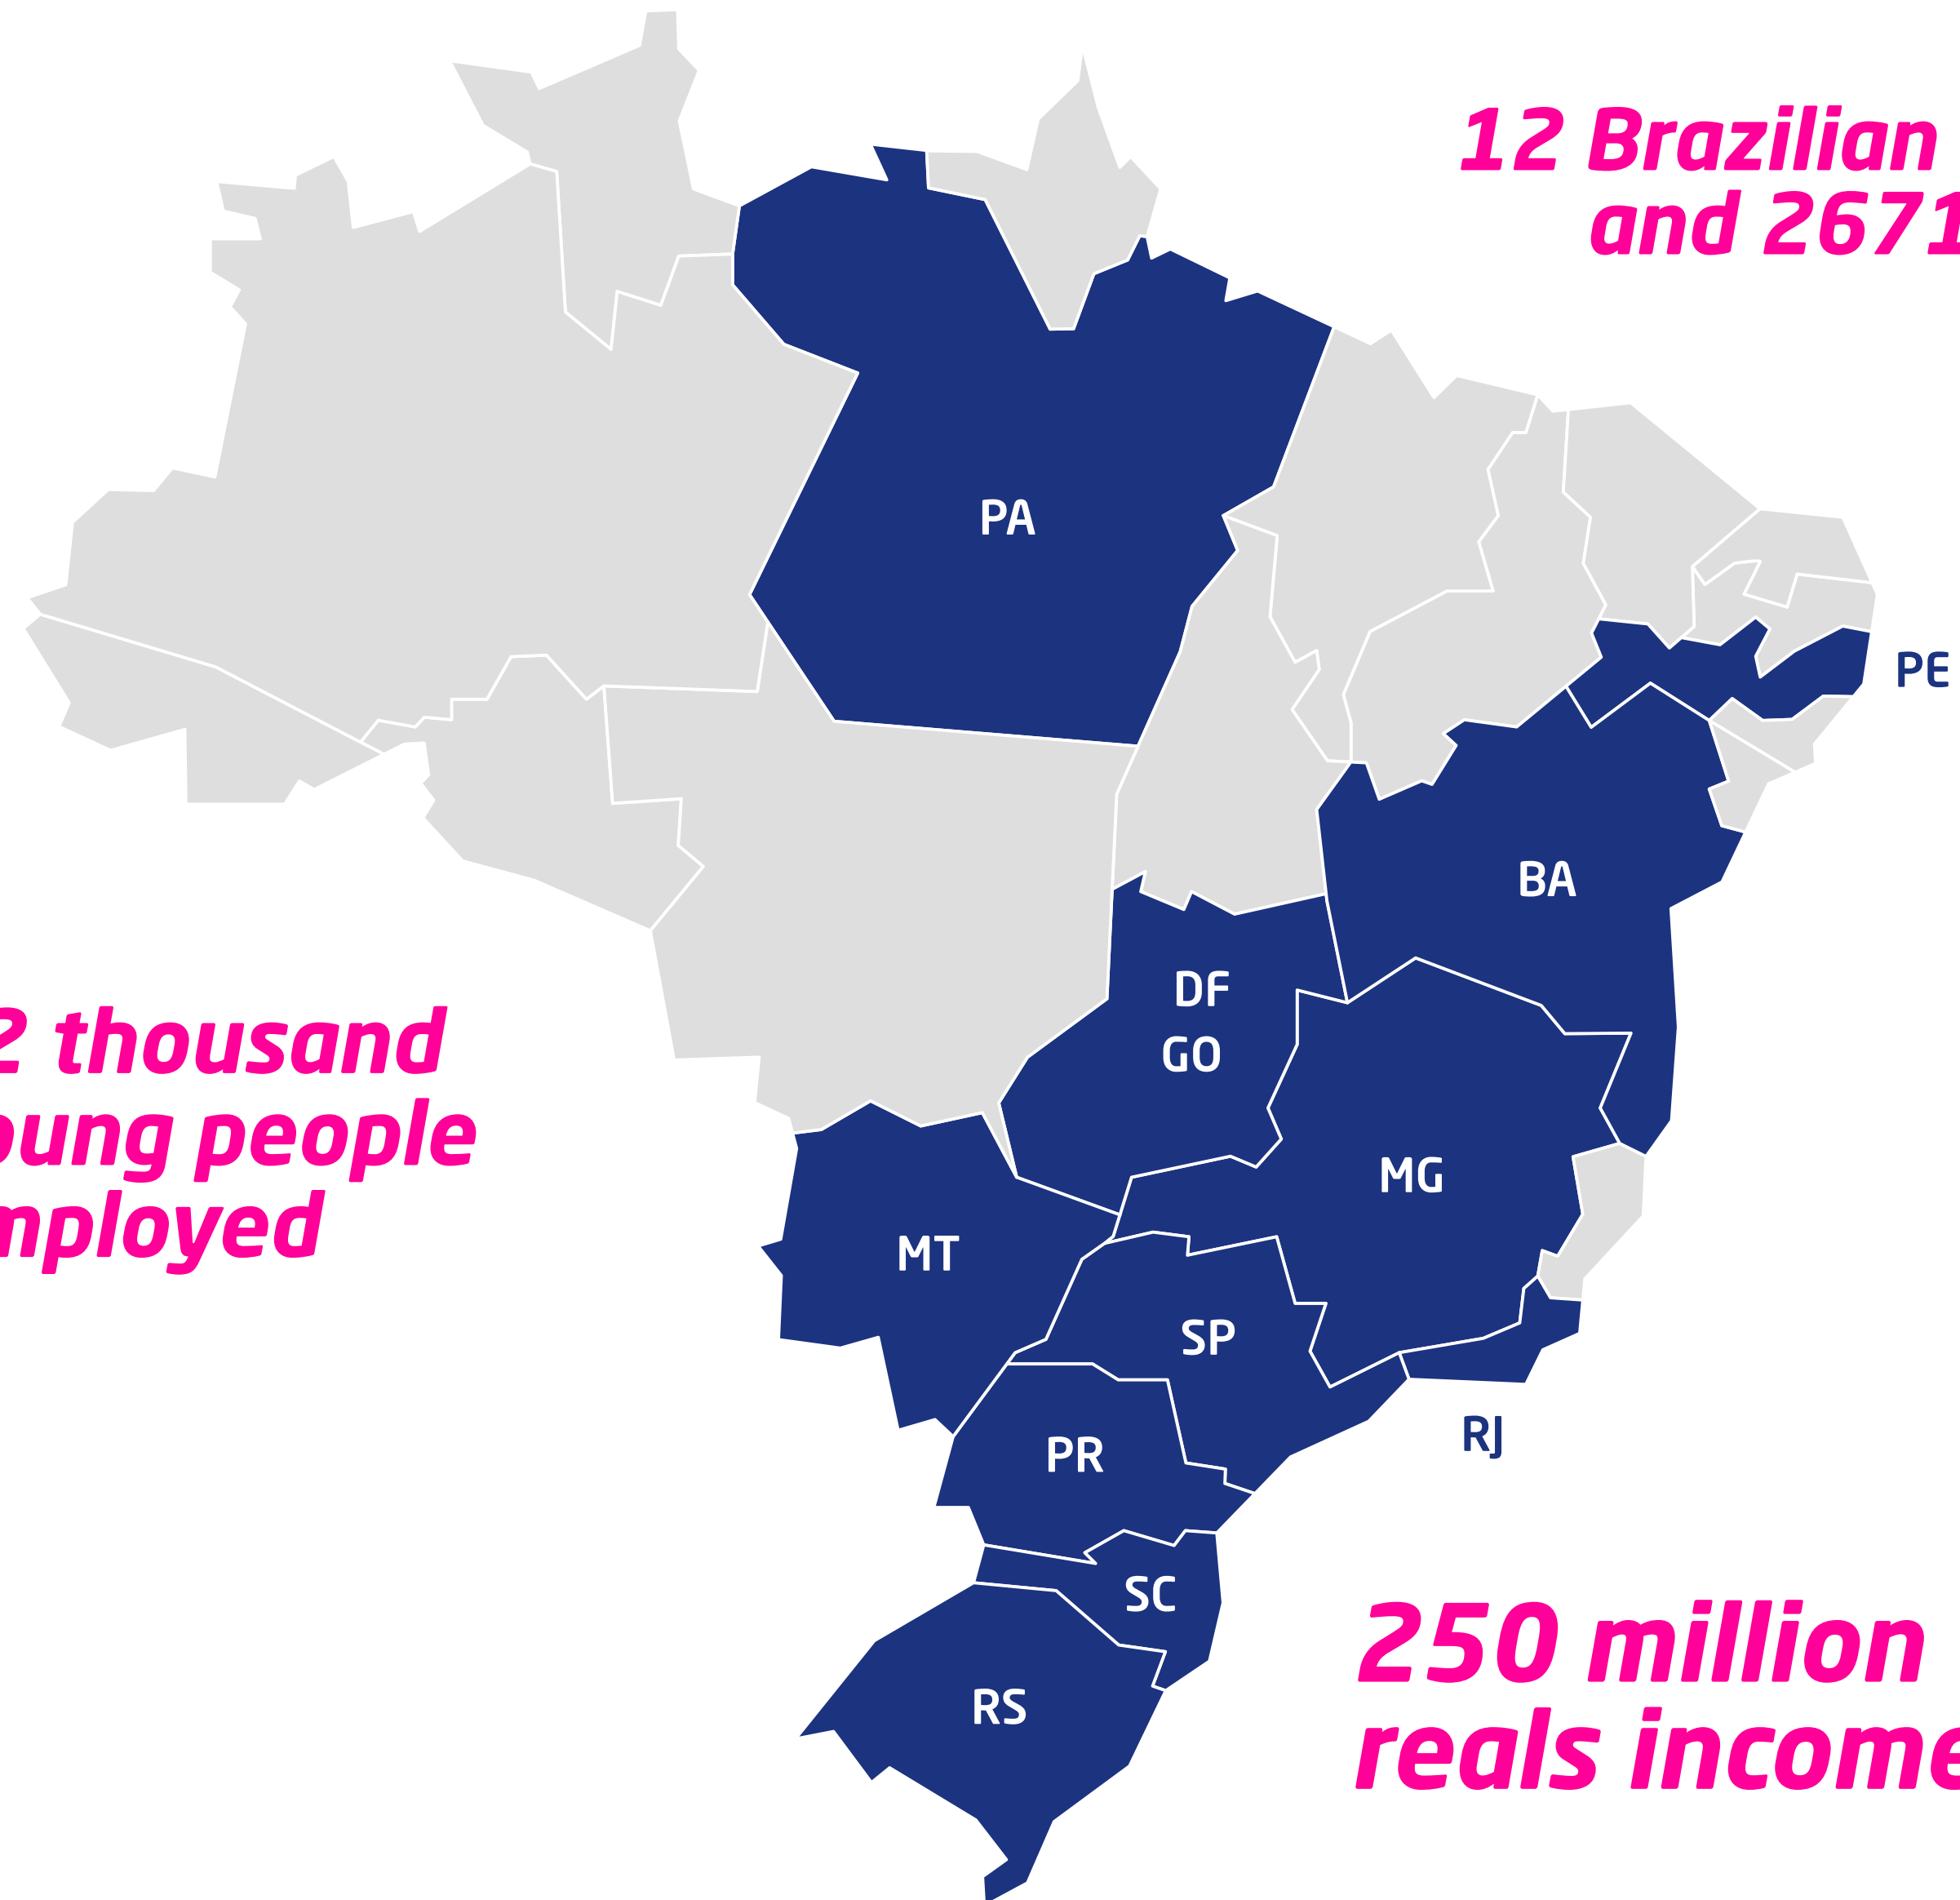 12 Brazilian
and 2671
PA
PE
BA
DF
GO
2 thousand
oung people
mployed
MG
MT
SP
RJ
PR
SC
250 million
reals income
RS